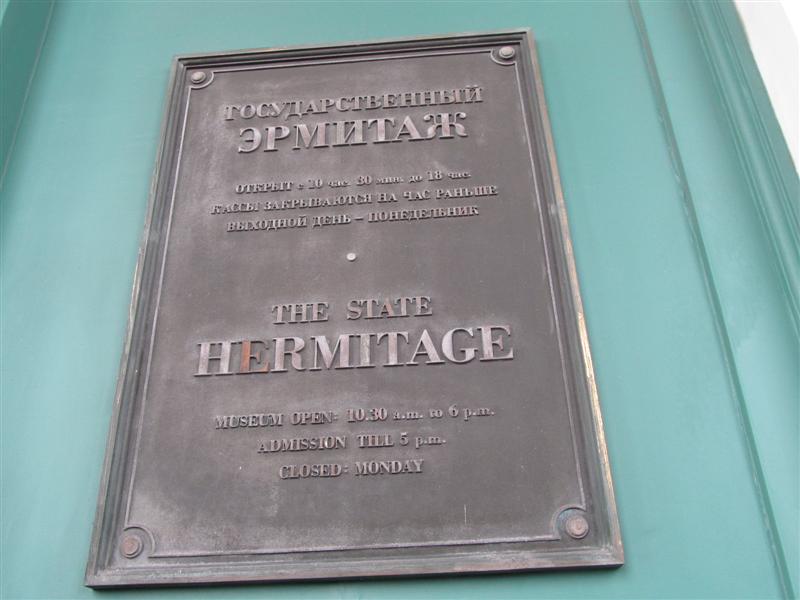 ГОСУДАРСТВЕННЫЙ
ЭРМИТАЖ
ОТКРЫТ с 10 час. 30 мин. до 18 час.
КАССЫ ЗАКРЫВАЮТСЯ НА ЧАС РАНЬШЕ
ВЫХОДНОЙ ДЕНЬ – ПОНЕДЕЛЬНИК
THE STATE
HERMITAGE
MUSEUM OPEN: 10.30 a.m. to 6 p.m.
ADMISSION TILL 5 p.m.
CLOSED: MONDAY